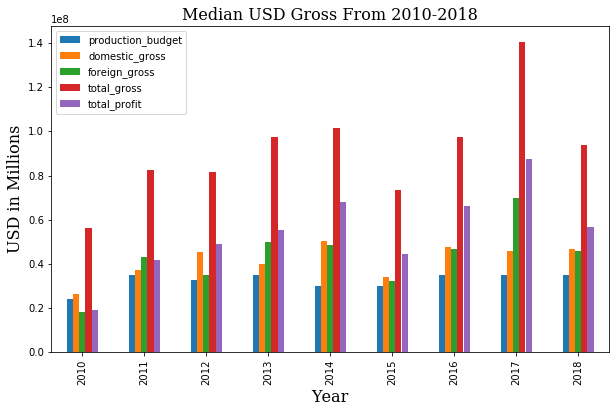 Median USD Gross From 2010-2018
1e8
production_budget
domestic_gross
foreign_gross
total_gross
total_profit
1.4
1.2
1.0
0.8
0.6
0.4
0.2
0.0
USD in Millions
2010 2011 2012 2013 2014 2015 2016 2017 2018
Year